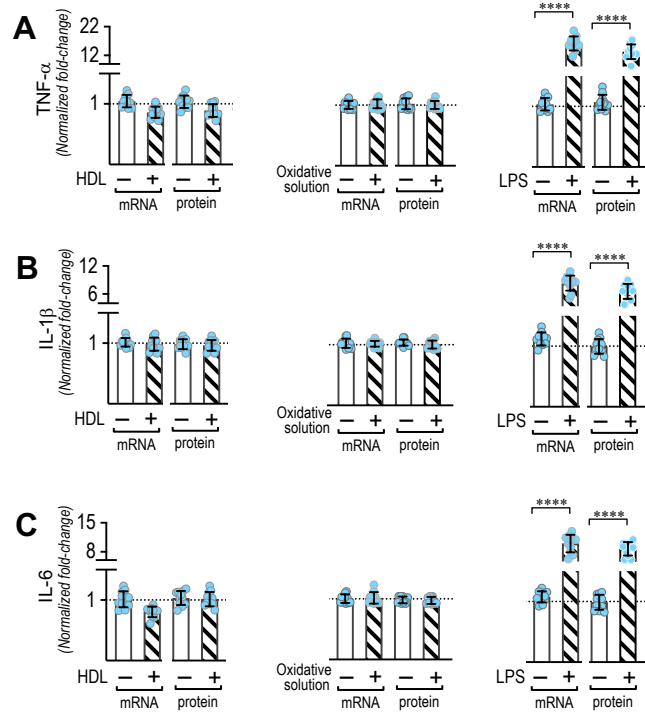 A
TNF-α
(Normalized fold-change)
22
12
1
HDL − + − +
mRNA protein
Oxidative
solution − + − +
mRNA protein
**** ****
LPS − + − +
mRNA protein
B
IL-1β
(Normalized fold-change)
12
6
1
HDL − + − +
mRNA protein
Oxidative
solution − + − +
mRNA protein
**** ****
LPS − + − +
mRNA protein
C
IL-6
(Normalized fold-change)
15
8
1
HDL − + − +
mRNA protein
Oxidative
solution − + − +
mRNA protein
**** ****
LPS − + − +
mRNA protein